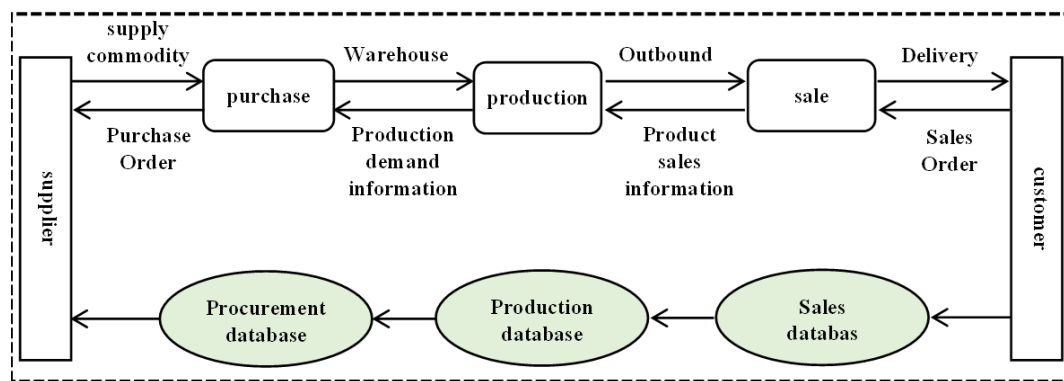 supply
commodity
Warehouse
Outbound
Delivery
purchase
production
sale
Purchase
Order
Production
demand
information
Product
sales
information
Sales
Order
supplier
customer
Procurement
database
Production
database
Sales
databas